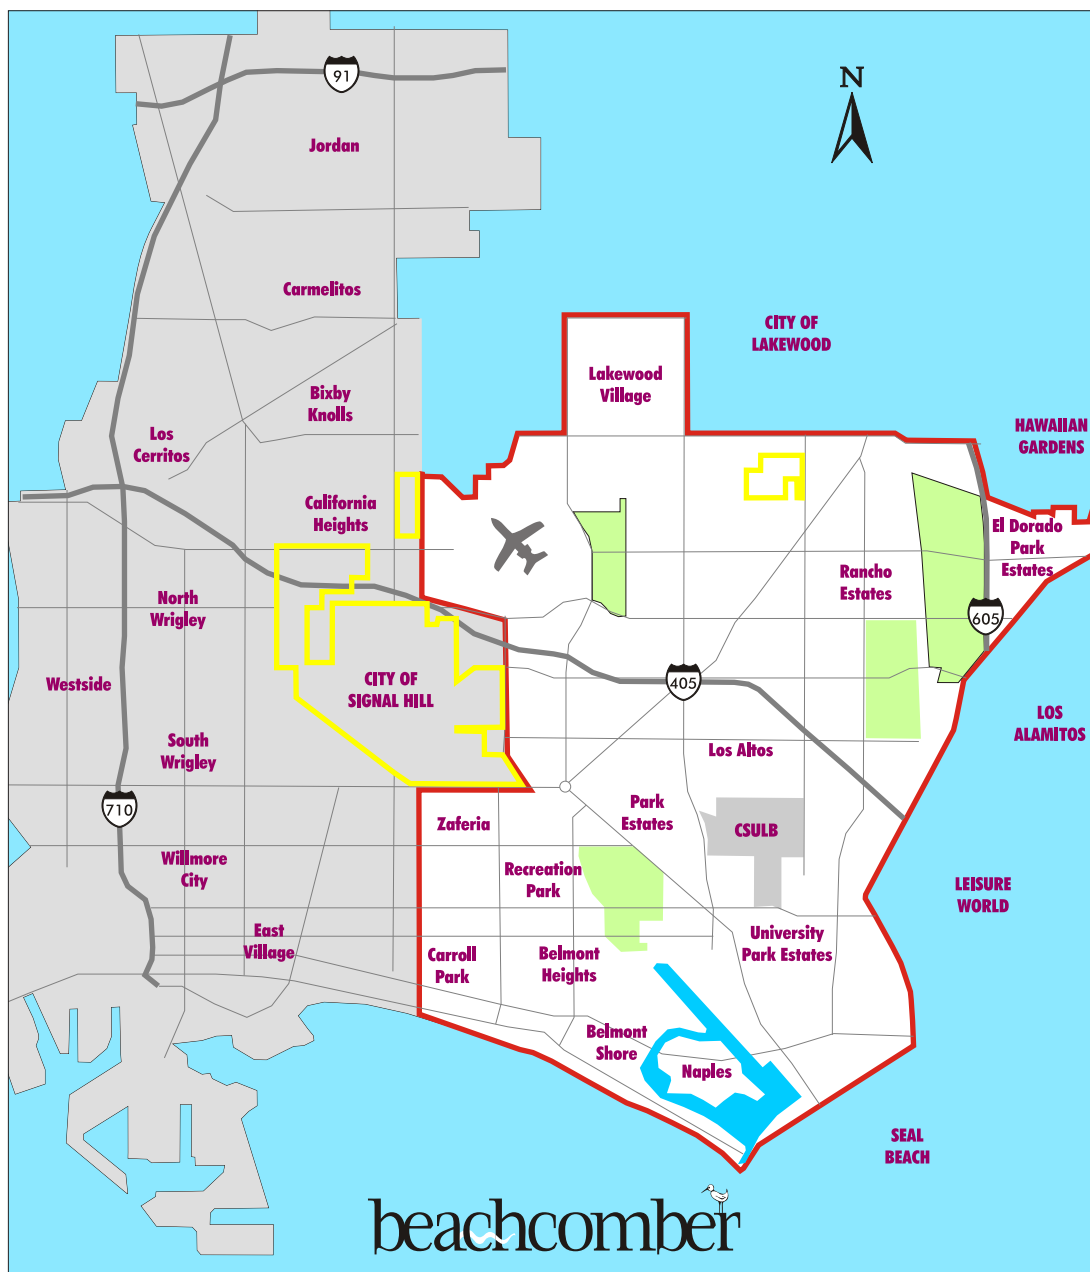 N
91
Jordan
Carmelitos
CITY OF
LAKEWOOD
Lakewood
Village
Bixby
Knolls
HAWAIIAN
GARDENS
Los
Cerritos
California
Heights
El Dorado
Park
Estates
Rancho
Estates
North
Wrigley
605
Westside
CITY OF
SIGNAL HILL
405
LOS
ALAMITOS
South
Wrigley
Los Altos
710
Park
Estates
Zaferia
CSULB
Willmore
City
Recreation
Park
LEISURE
WORLD
East
Village
University
Park Estates
Carroll
Park
Belmont
Heights
Belmont
Shore
Naples
SEAL
BEACH
beachcomber